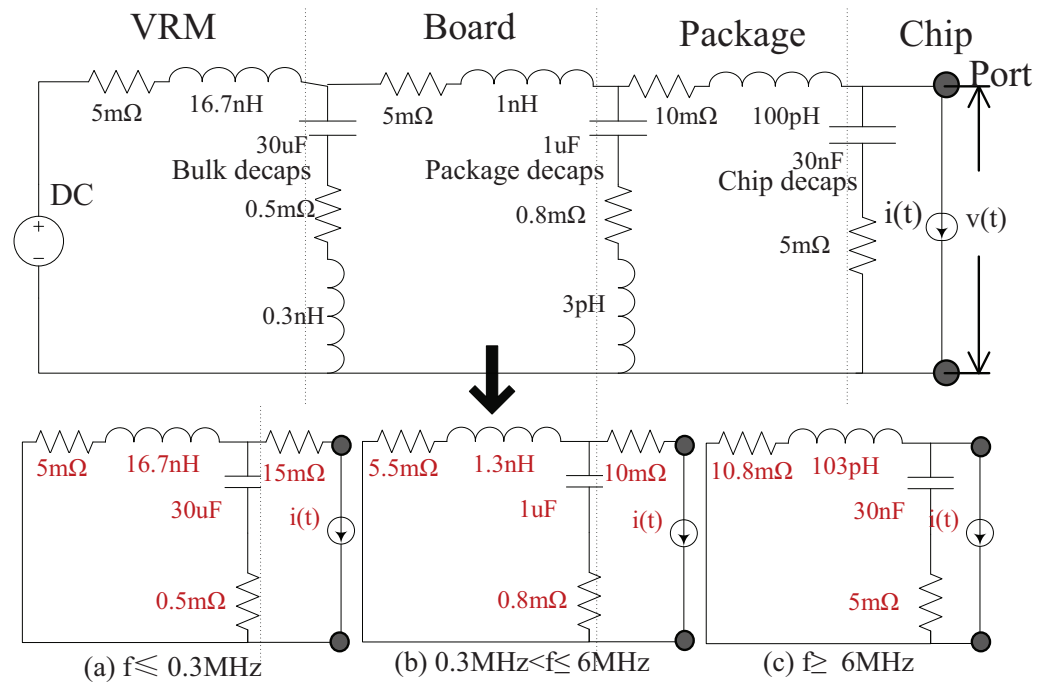 VRM Board Package Chip
Port
5mΩ 16.7nH 5mΩ 1nH 10mΩ 100pH
30uF 1uF 30nF
Bulk decaps Package decaps Chip decaps
DC
0.5mΩ 0.8mΩ 5mΩ i(t) v(t)
+
−
0.3nH 3pH
5mΩ 16.7nH 15mΩ 5.5mΩ 1.3nH 10mΩ 10.8mΩ 103pH
30uF 1uF 30nF
i(t) i(t) i(t)
0.5mΩ 0.8mΩ 5mΩ
(a) f≤ 0.3MHz (b) 0.3MHz<f≤ 6MHz (c) f≥ 6MHz